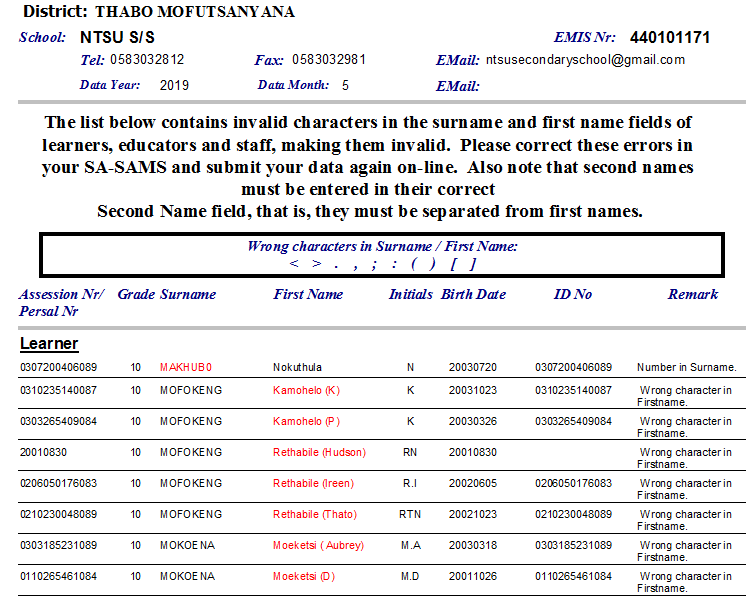 District: THABO MOFUTSANYANA
School: NTSU S/S EMIS Nr: 440101171
Tel: 0583032812 Fax: 0583032981 EMail: ntsusecondaryschool@gmail.com
Data Year: 2019 Data Month: 5 EMail:
The list below contains invalid characters in the surname and first name fields of
learners, educators and staff, making them invalid. Please correct these errors in
your SA-SAMS and submit your data again on-line. Also note that second names
must be entered in their correct
Second Name field, that is, they must be separated from first names.
Wrong characters in Surname / First Name:
< > . , ; : ( ) [ ]
Assession Nr/ Grade Surname First Name Initials Birth Date ID No Remark
Persal Nr
Learner
0307200406089 10 MAKHUB0 Nokuthula N 20030720 0307200406089 Number in Surname.
0310235140087 10 MOFOKENG Kamohelo (K) K 20031023 0310235140087 Wrong character in
Firstname.
0303265409084 10 MOFOKENG Kamohelo (P) K 20030326 0303265409084 Wrong character in
Firstname.
20010830 10 MOFOKENG Rethabile (Hudson) RN 20010830 Wrong character in
Firstname.
0206050176083 10 MOFOKENG Rethabile (Ireen) R.I 20020605 0206050176083 Wrong character in
Firstname.
0210230048089 10 MOFOKENG Rethabile (Thato) RTN 20021023 0210230048089 Wrong character in
Firstname.
0303185231089 10 MOKOENA Moeketsi ( Aubrey) M.A 20030318 0303185231089 Wrong character in
Firstname.
0110265461084 10 MOKOENA Moeketsi (D) M.D 20011026 0110265461084 Wrong character in
Firstname.